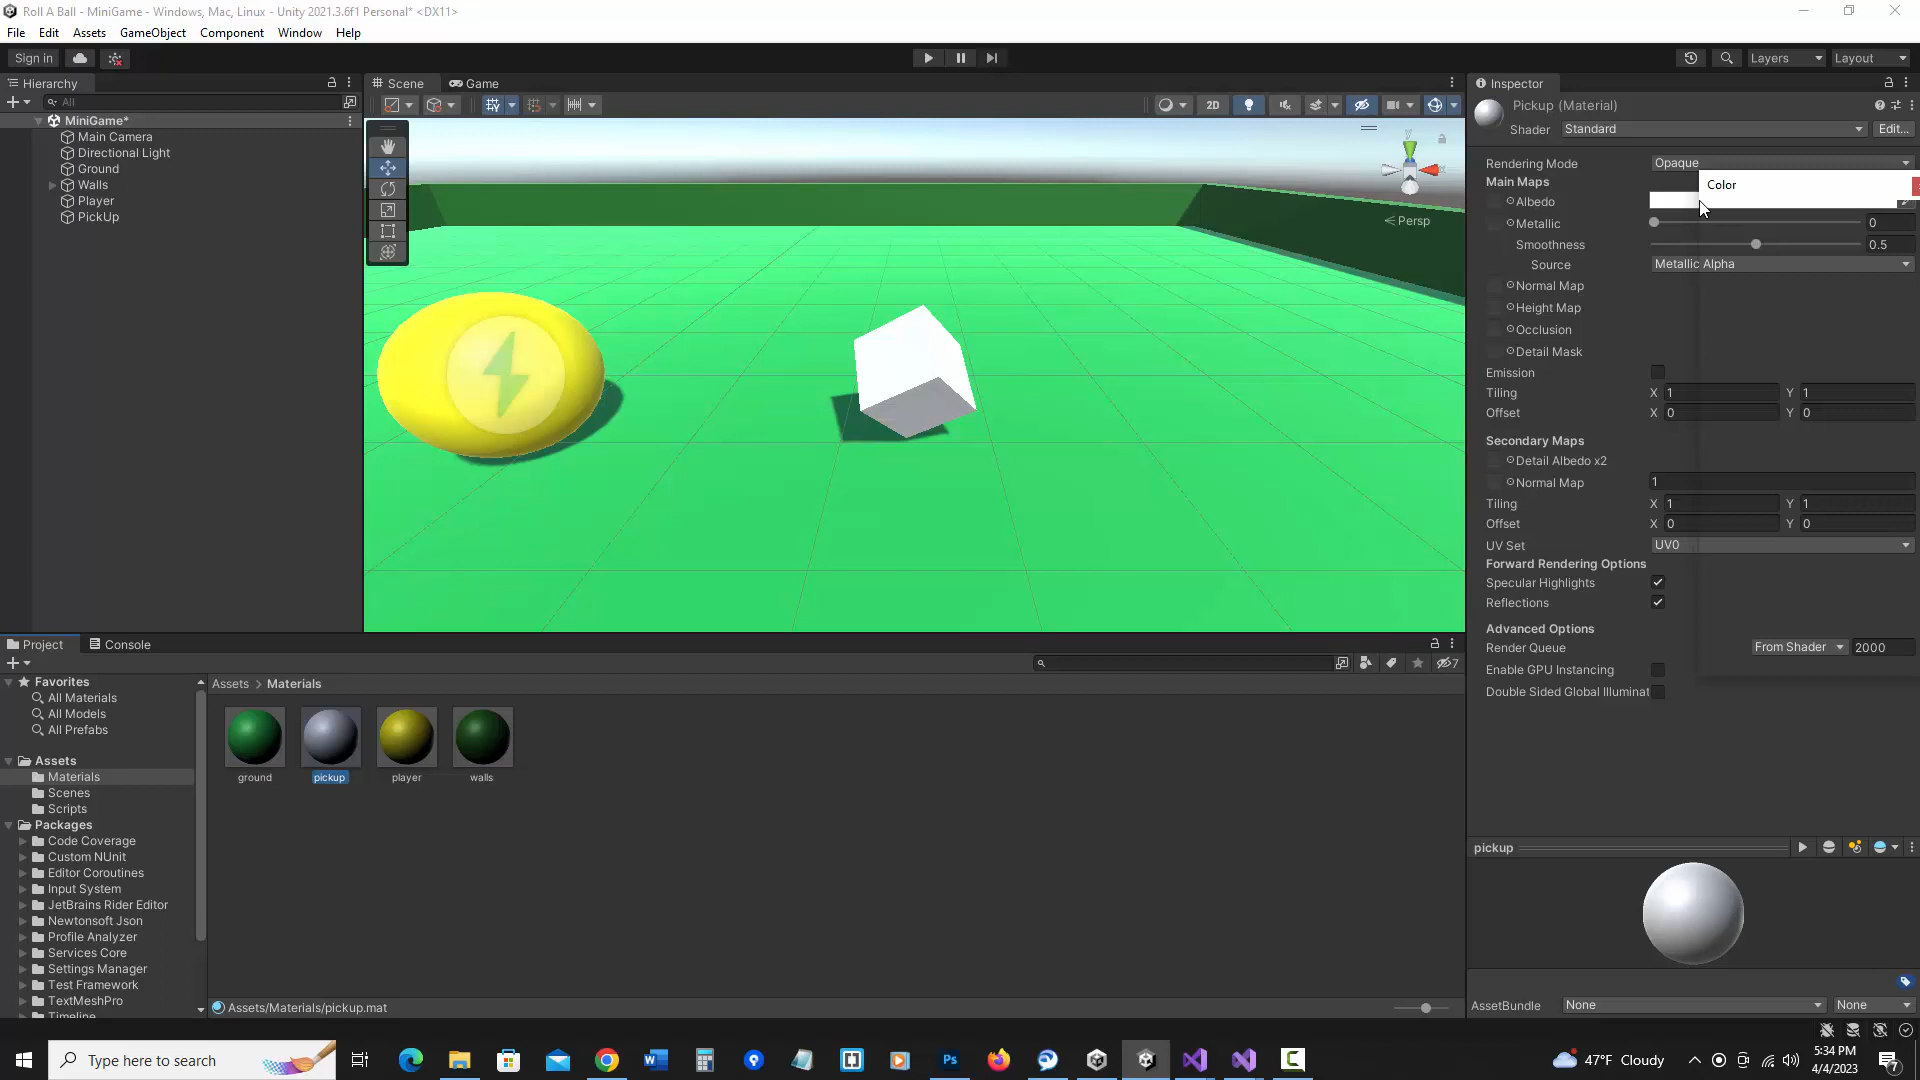 Roll A Ball - MiniGame - Windows, Mac, Linux - Unity 2021.3.6f1 Personal* <DX11>
File Edit Assets GameObject Component Window Help
Sign in
Layers Layout
Hierarchy
All
MiniGame*
Main Camera
Directional Light
Ground
Walls
Player
PickUp
Scene Game
2D
y
Persp
Inspector
Pickup (Material)
Shader Standard Edit...
Rendering Mode Opaque
Main Maps
Color
Albedo
Metallic 0
Smoothness 0.5
Source Metallic Alpha
Normal Map
Height Map
Occlusion
Detail Mask
Emission
Tiling X 1 Y 1
Offset X 0 Y 0
Secondary Maps
Detail Albedo x2
Normal Map 1
Tiling X 1 Y 1
Offset X 0 Y 0
UV Set UV0
Forward Rendering Options
Specular Highlights
Reflections
Advanced Options
Render Queue From Shader 2000
Enable GPU Instancing
Double Sided Global Illuminat
pickup
AssetBundle None None
Project Console
7
Favorites
All Materials
All Models
All Prefabs
Assets
Materials
Scenes
Scripts
Packages
Code Coverage
Custom NUnit
Editor Coroutines
Input System
JetBrains Rider Editor
Newtonsoft Json
Profile Analyzer
Services Core
Settings Manager
Test Framework
TextMeshPro
Timeline
Assets > Materials
ground pickup player walls
Assets/Materials/pickup.mat
Type here to search
W
Ps
C
47°F Cloudy
5:34 PM
4/4/2023
7